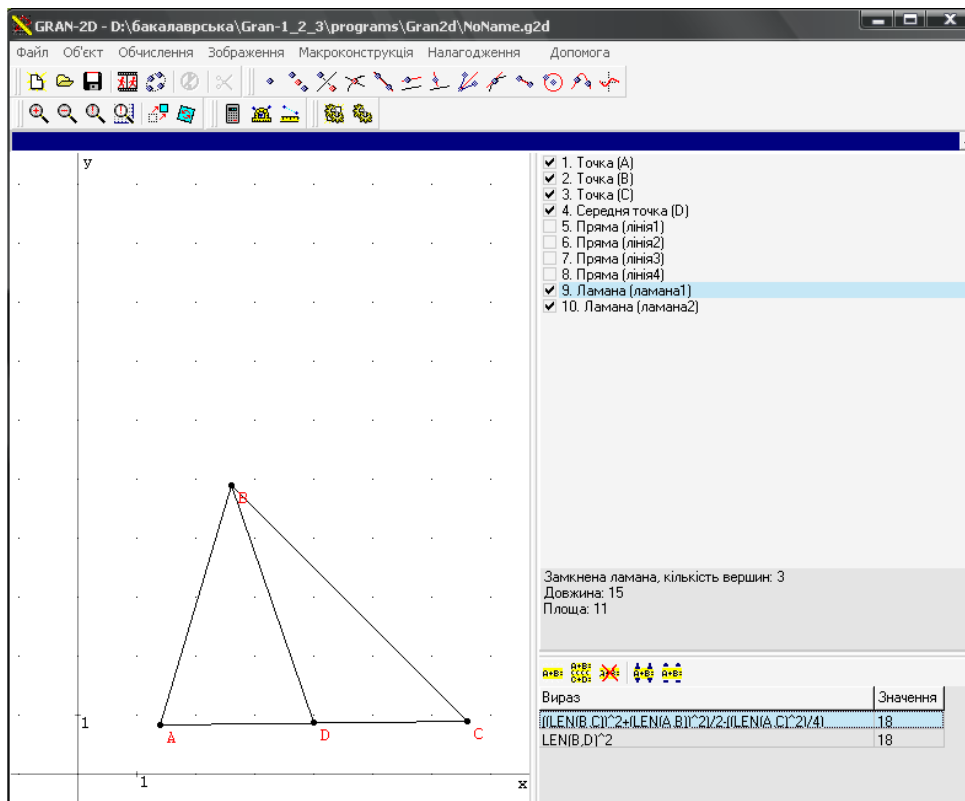 GRAN-2D - D:\бакалаврська\Gran-1_2_3\programs\Gran2d\NoName.g2d
Файл Об'єкт Обчислення Зображення Макроконструкція Налагодження Допомога
y
1. Точка (A)
2. Точка (B)
3. Точка (C)
4. Середня точка (D)
5. Пряма (лінія1)
6. Пряма (лінія2)
7. Пряма (лінія3)
8. Пряма (лінія4)
9. Ламана (ламана1)
10. Ламана (ламана2)
B
1
A
D
C
1
x
Замкнена ламана, кількість вершин: 3
Довжина: 15
Площа: 11
Вираз Значення
((LEN(B,C))^2+(LEN(A,B))^2)/2-((LEN(A,C)^2)/4) 18
LEN(B,D)^2 18